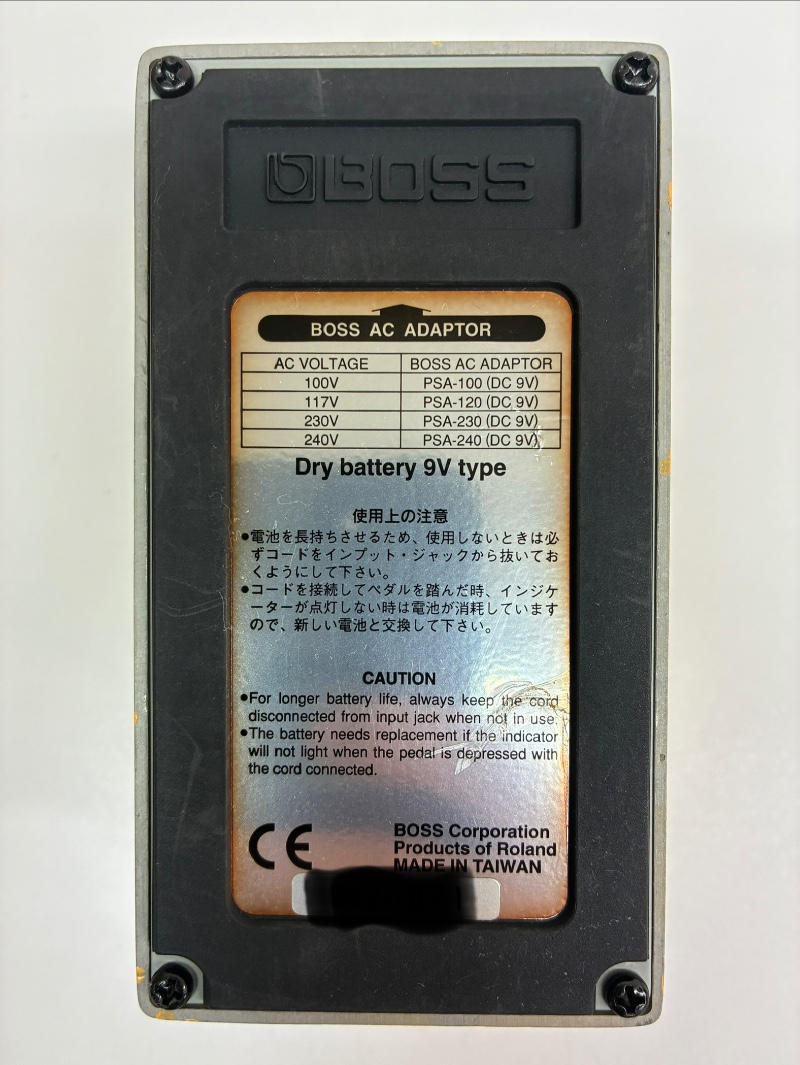 BOSS
BOSS AC ADAPTOR
AC VOLTAGE BOSS AC ADAPTOR
100V PSA-100 (DC 9V)
117V PSA-120 (DC 9V)
230V PSA-230 (DC 9V)
240V PSA-240 (DC 9V)
Dry battery 9V type
使用上の注意
●電池を長持ちさせるため、使用しないときは必
ずコードをインプット・ジャックから抜いてお
くようにして下さい。
●コードを接続してペダルを踏んだ時、インジケ
ーターが点灯しない時は電池が消耗しています
ので、新しい電池と交換して下さい。
CAUTION
●For longer battery life, always keep the cord
disconnected from input jack when not in use.
●The battery needs replacement if the indicator
will not light when the pedal is depressed with
the cord connected.
CE
BOSS Corporation
Products of Roland
MADE IN TAIWAN